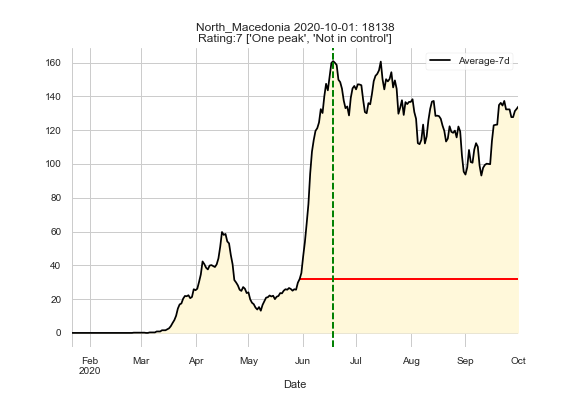 North_Macedonia 2020-10-01: 18138
Rating:7 ['One peak', 'Not in control']
Average-7d
160
140
120
100
80
60
40
20
0
Feb
2020
Mar
Apr
May
Jun
Jul
Aug
Sep
Oct
Date